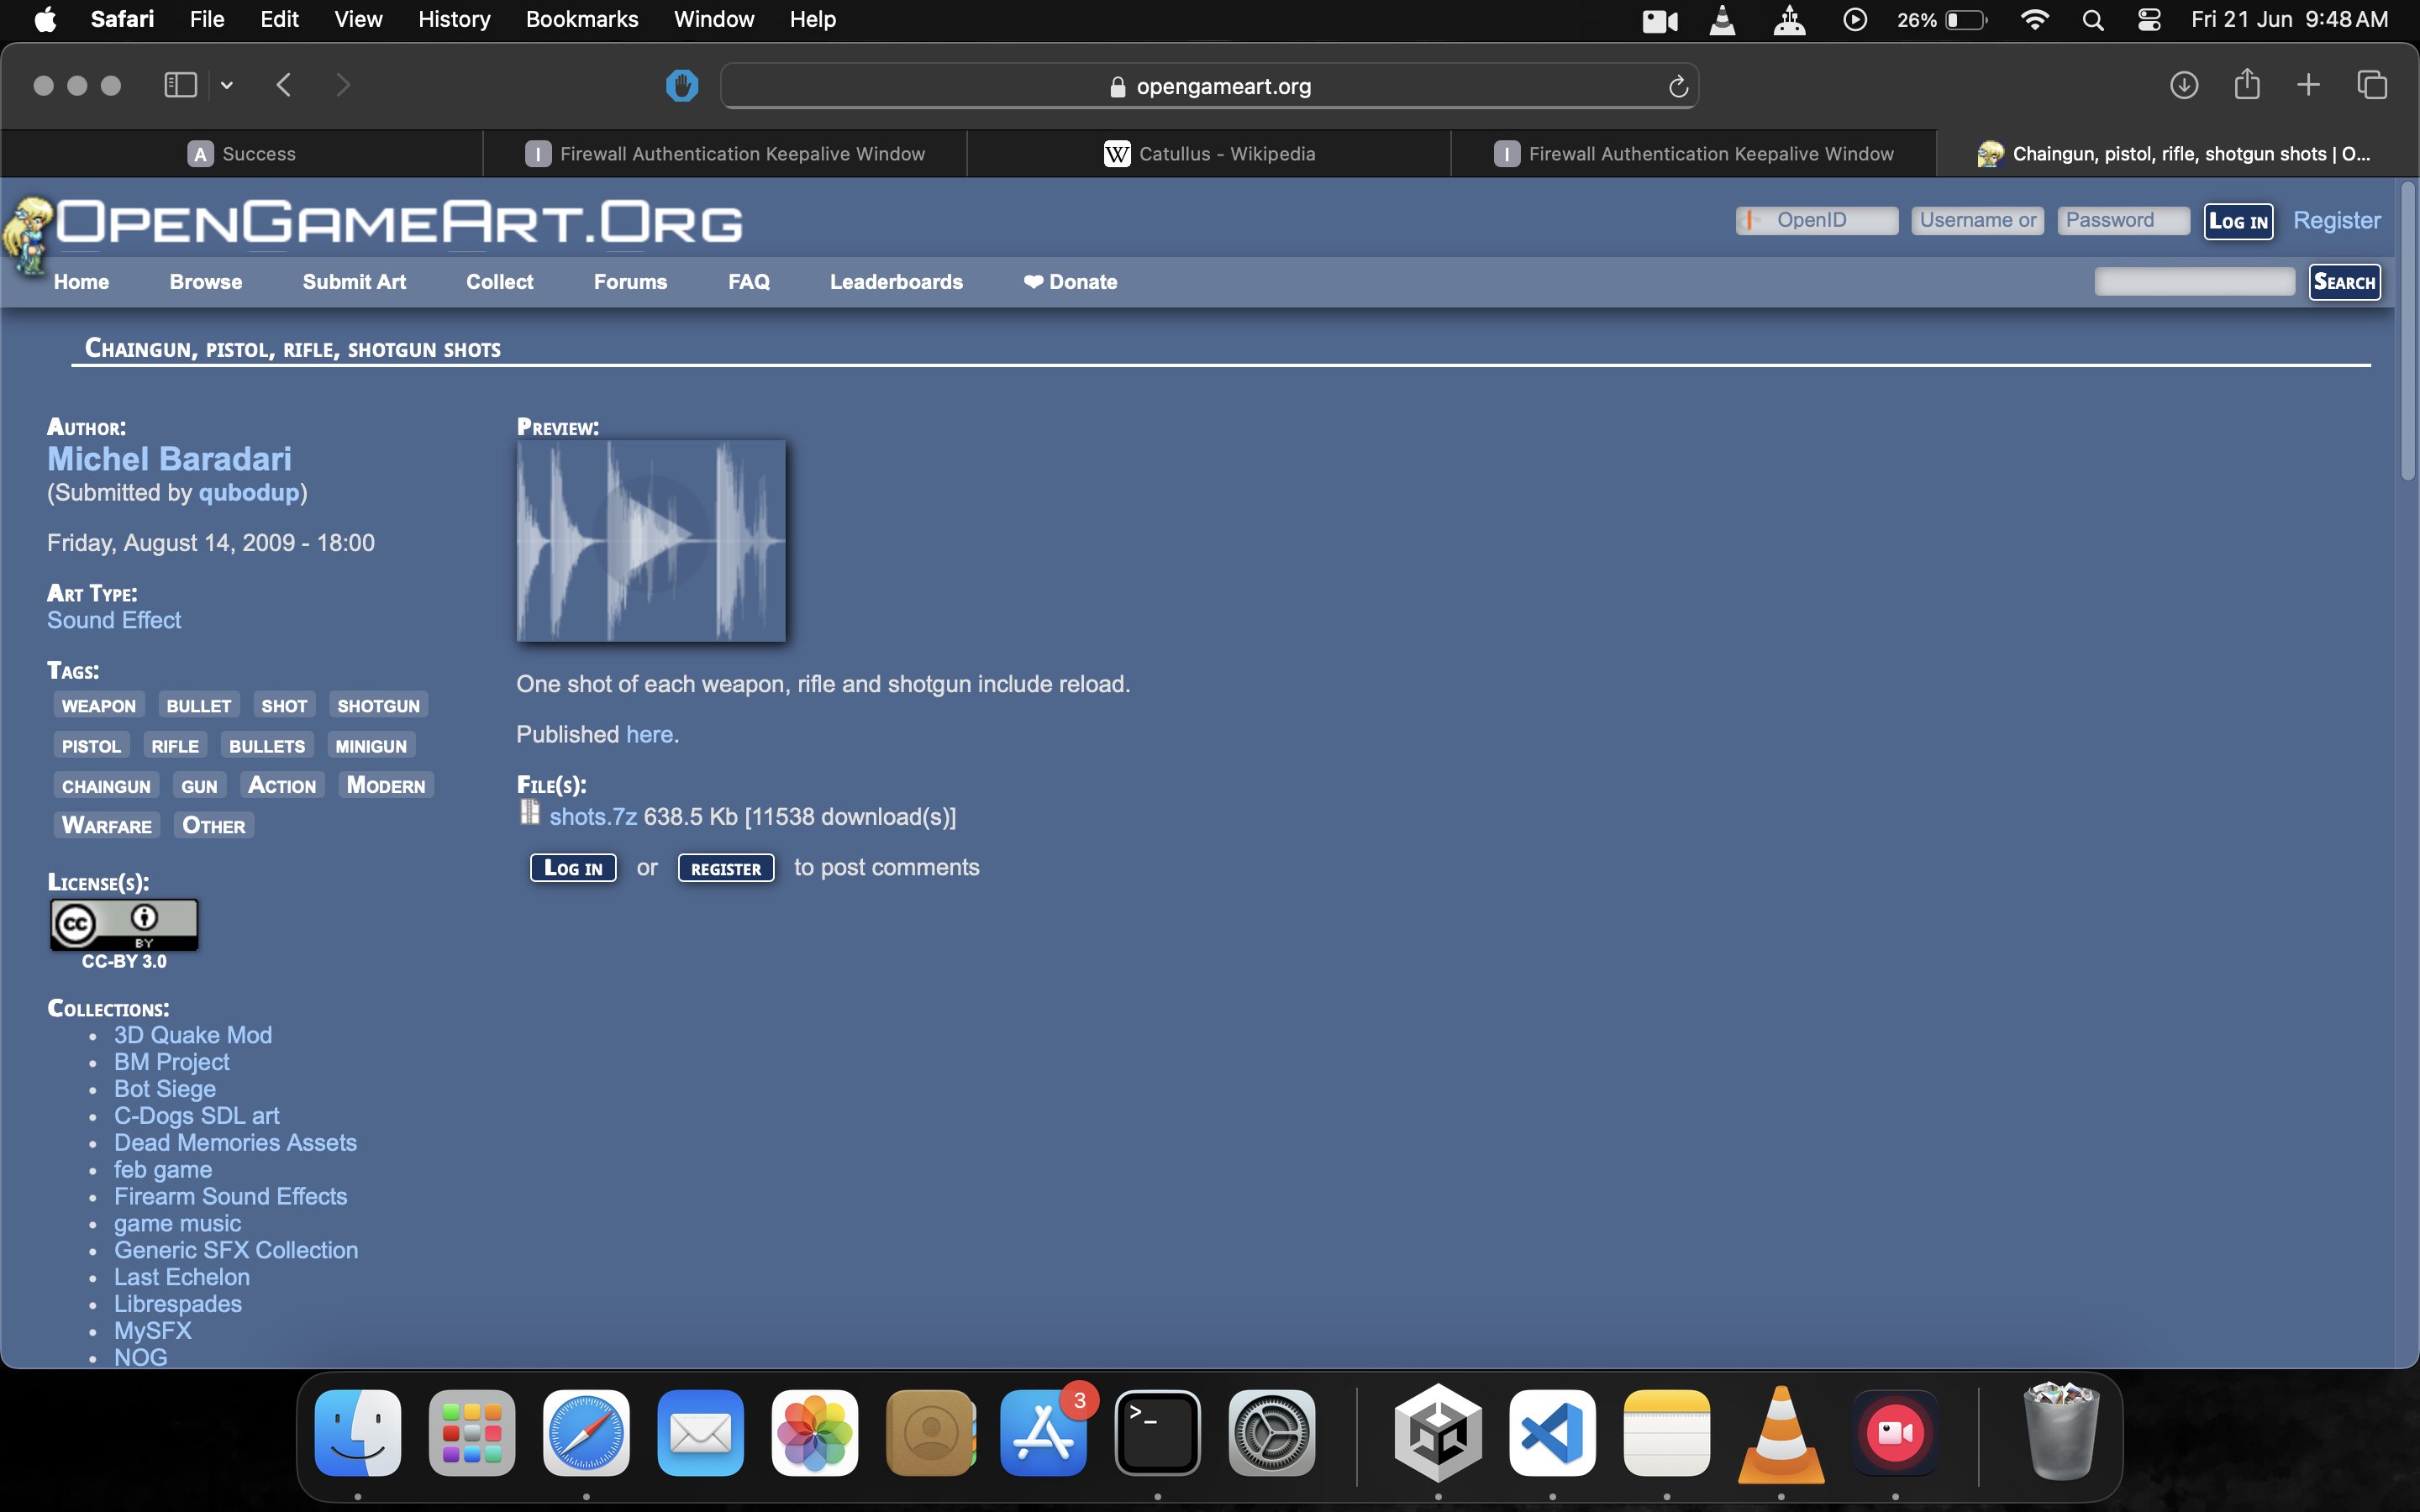 Safari File Edit View History Bookmarks Window Help 26% Fri 21 Jun 9:48 AM
opengameart.org
A Success I Firewall Authentication Keepalive Window W Catullus - Wikipedia I Firewall Authentication Keepalive Window Chaingun, pistol, rifle, shotgun shots | O...
OpenGameArt.Org OpenID Username or Password Log in Register
Home Browse Submit Art Collect Forums FAQ Leaderboards ❤ Donate Search
Chaingun, pistol, rifle, shotgun shots
Author:
Michel Baradari
(Submitted by qubodup)
Friday, August 14, 2009 - 18:00
Art Type:
Sound Effect
Tags:
weapon bullet shot shotgun
pistol rifle bullets minigun
chaingun gun Action Modern
Warfare Other
License(s):
cc BY
CC-BY 3.0
Collections:
• 3D Quake Mod
• BM Project
• Bot Siege
• C-Dogs SDL art
• Dead Memories Assets
• feb game
• Firearm Sound Effects
• game music
• Generic SFX Collection
• Last Echelon
• Librespades
• MySFX
• NOG
Preview:
One shot of each weapon, rifle and shotgun include reload.
Published here.
File(s):
shots.7z 638.5 Kb [11538 download(s)]
Log in or register to post comments
3
>_